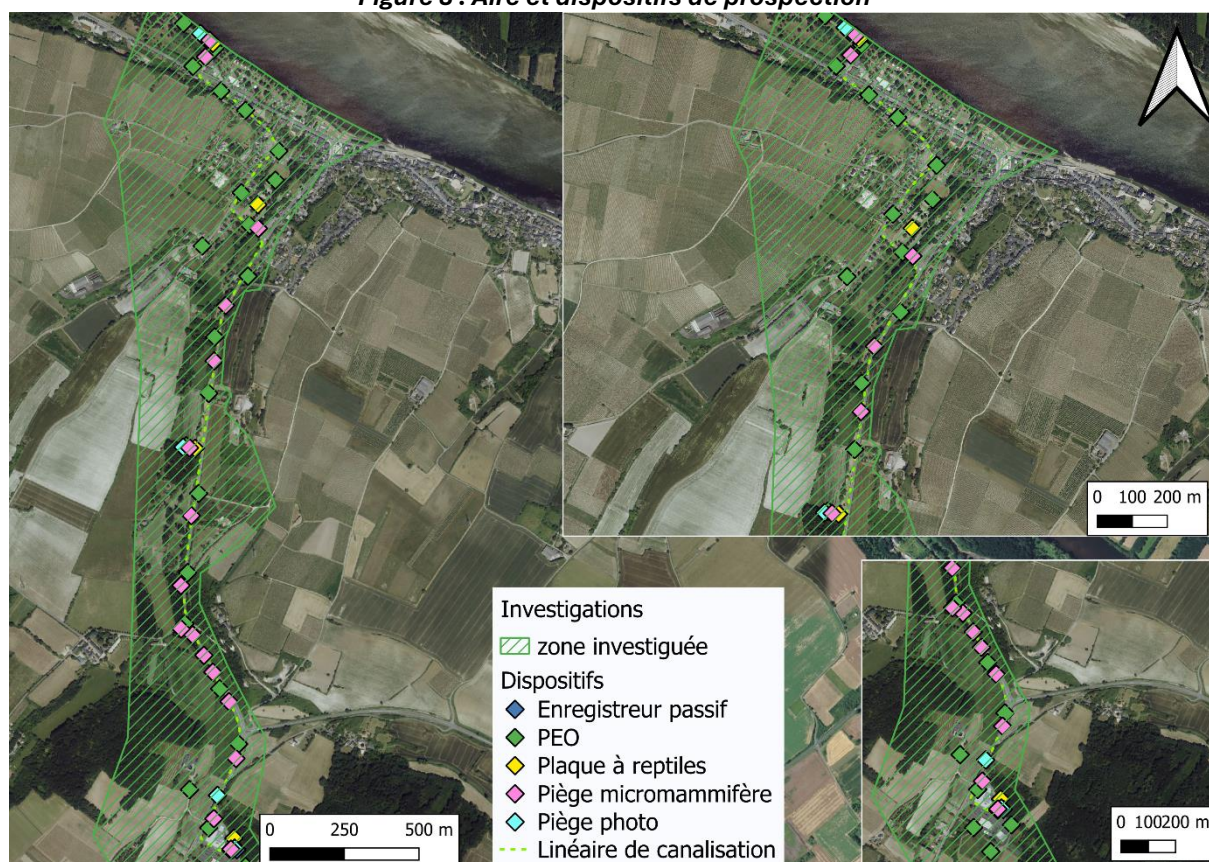 Figure 8 : Aire et dispositifs de prospection
0 100 200 m
Investigations
zone investiguée
Dispositifs
Enregistreur passif
PEO
Plaque à reptiles
Piège micromammifère
Piège photo
Linéaire de canalisation
0 250 500 m
0 100200 m